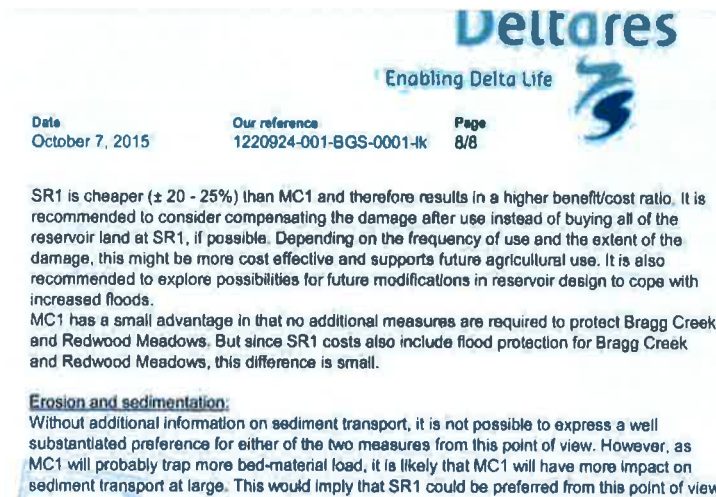 Deltares
Enabling Delta Life
Date Our reference Page
October 7, 2015 1220924-001-BGS-0001-lk 8/8
SR1 is cheaper (± 20 - 25%) than MC1 and therefore results in a higher benefit/cost ratio. It is
recommended to consider compensating the damage after use instead of buying all of the
reservoir land at SR1, if possible. Depending on the frequency of use and the extent of the
damage, this might be more cost effective and supports future agricultural use. It is also
recommended to explore possibilities for future modifications in reservoir design to cope with
increased floods.
MC1 has a small advantage in that no additional measures are required to protect Bragg Creek
and Redwood Meadows. But since SR1 costs also include flood protection for Bragg Creek
and Redwood Meadows, this difference is small.
Erosion and sedimentation:
Without additional information on sediment transport, it is not possible to express a well
substantiated preference for either of the two measures from this point of view. However, as
MC1 will probably trap more bed-material load, it is likely that MC1 will have more impact on
sediment transport at large. This would imply that SR1 could be preferred from this point of view